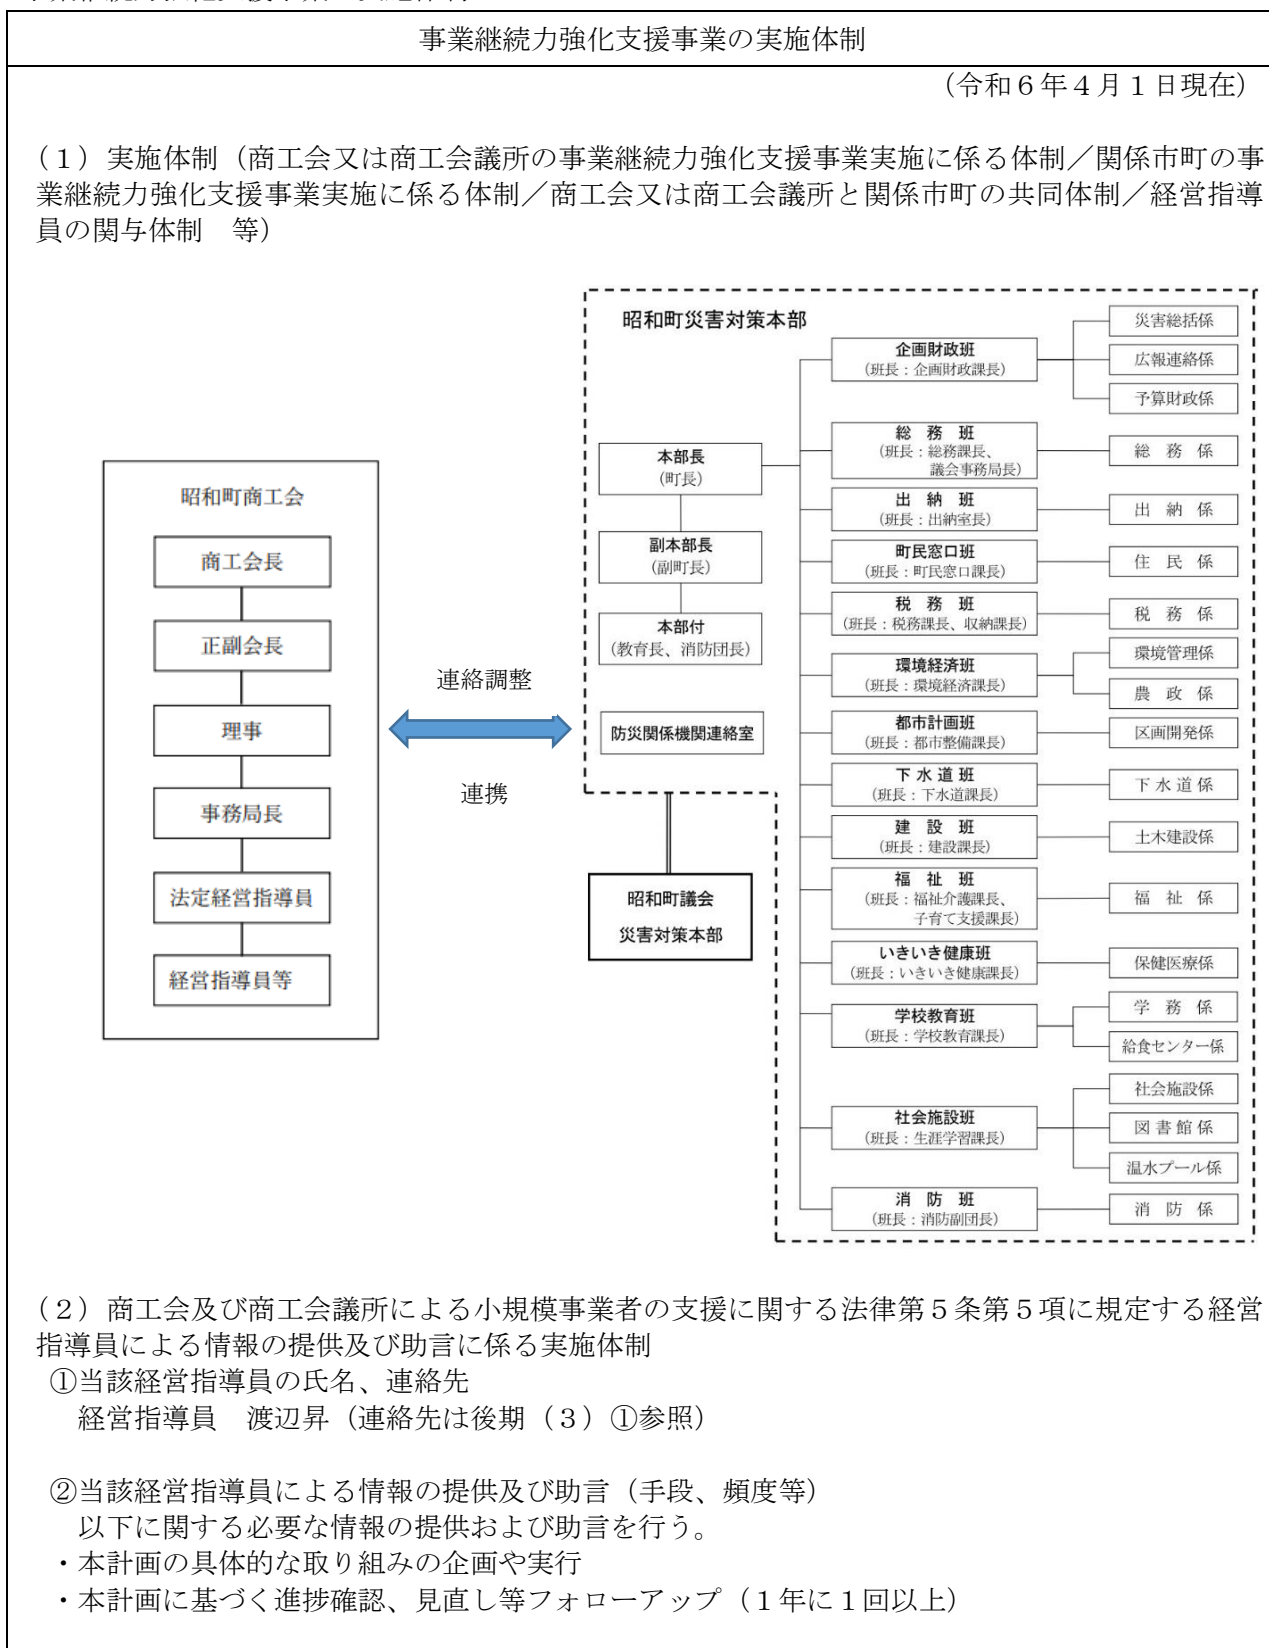 事業継続力強化支援事業の実施体制
（令和６年４月１日現在）
（１）実施体制（商工会又は商工会議所の事業継続力強化支援事業実施に係る体制／関係市町の事
業継続力強化支援事業実施に係る体制／商工会又は商工会議所と関係市町の共同体制／経営指導
員の関与体制　等）
昭和町商工会
商工会長
正副会長
理事
事務局長
法定経営指導員
経営指導員等
連絡調整
連携
昭和町災害対策本部
本部長
（町長）
副本部長
（副町長）
本部付
（教育長、消防団長）
防災関係機関連絡室
昭和町議会
災害対策本部
企画財政班
（班長：企画財政課長）
災害総括係
広報連絡係
予算財政係
総　務　班
（班長：総務課長、
議会事務局長）
総　務　係
出　納　班
（班長：出納室長）
出　納　係
町民窓口班
（班長：町民窓口課長）
住　民　係
税　務　班
（班長：税務課長、収納課長）
税　務　係
環境経済班
（班長：環境経済課長）
環境管理係
農　政　係
都市計画班
（班長：都市整備課長）
区画開発係
下 水 道 班
（班長：下水道課長）
下 水 道 係
建　設　班
（班長：建設課長）
土木建設係
福　祉　班
（班長：福祉介護課長、
子育て支援課長）
福　祉　係
いきいき健康班
（班長：いきいき健康課長）
保健医療係
学校教育班
（班長：学校教育課長）
学　務　係
給食センター係
社会施設班
（班長：生涯学習課長）
社会施設係
図 書 館 係
温水プール係
消　防　班
（班長：消防副団長）
消　防　係
（２）商工会及び商工会議所による小規模事業者の支援に関する法律第５条第５項に規定する経営
指導員による情報の提供及び助言に係る実施体制
①当該経営指導員の氏名、連絡先
経営指導員　渡辺昇（連絡先は後期（３）①参照）
②当該経営指導員による情報の提供及び助言（手段、頻度等）
以下に関する必要な情報の提供および助言を行う。
・本計画の具体的な取り組みの企画や実行
・本計画に基づく進捗確認、見直し等フォローアップ（１年に１回以上）